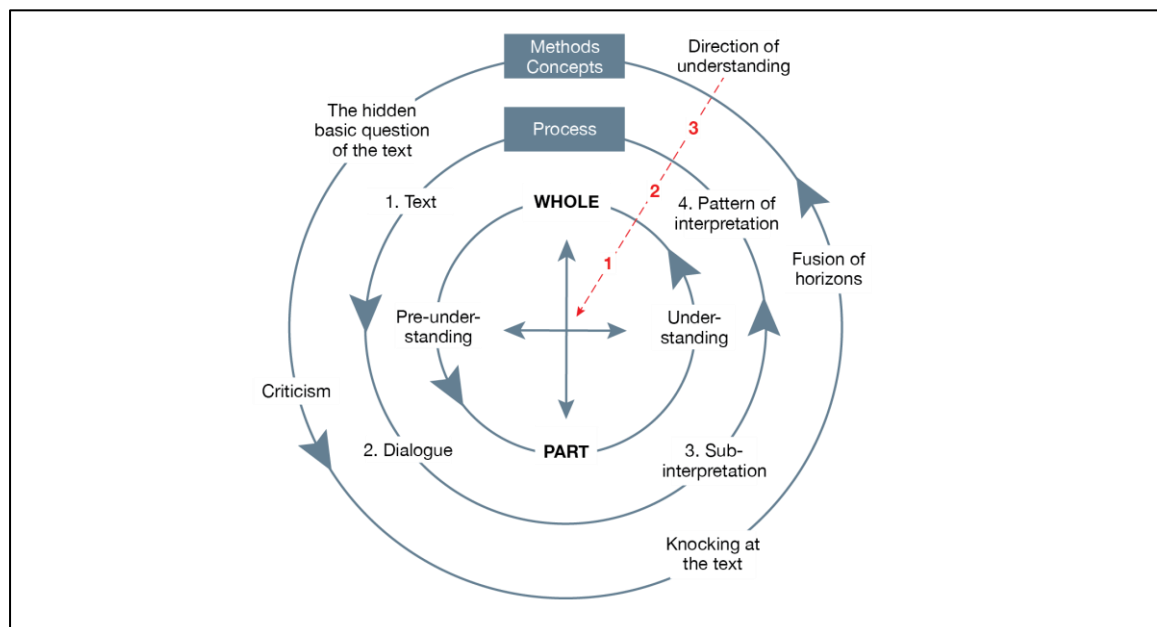 Methods
Concepts
Direction of
understanding
The hidden
basic question
of the text
Process
3
2
1. Text
WHOLE
4. Pattern of
interpretation
1
Fusion of
horizons
Pre-under-
standing
Under-
standing
Criticism
2. Dialogue
PART
3. Sub-
interpretation
Knocking at
the text